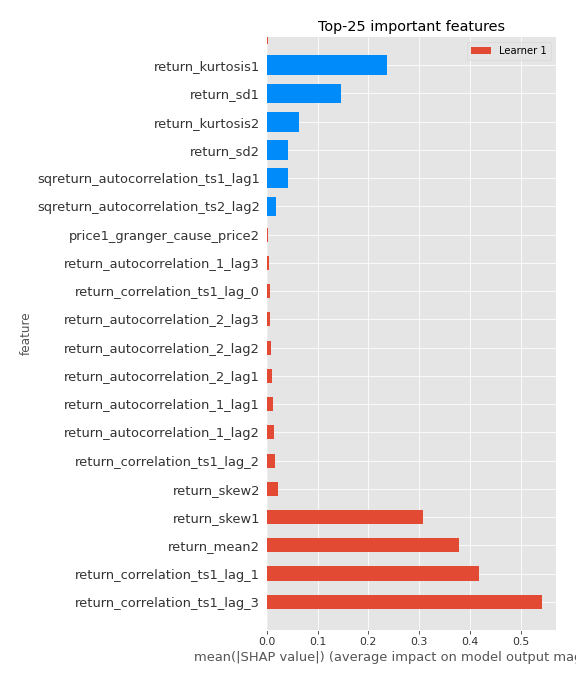 Top-25 important features
Learner 1
return_kurtosis1
return_sd1
return_kurtosis2
return_sd2
sqreturn_autocorrelation_ts1_lag1
sqreturn_autocorrelation_ts2_lag2
price1_granger_cause_price2
return_autocorrelation_1_lag3
return_correlation_ts1_lag_0
return_autocorrelation_2_lag3
return_autocorrelation_2_lag2
return_autocorrelation_2_lag1
return_autocorrelation_1_lag1
return_autocorrelation_1_lag2
return_correlation_ts1_lag_2
return_skew2
return_skew1
return_mean2
return_correlation_ts1_lag_1
return_correlation_ts1_lag_3
feature
0.0 0.1 0.2 0.3 0.4 0.5
mean(|SHAP value|) (average impact on model output mag